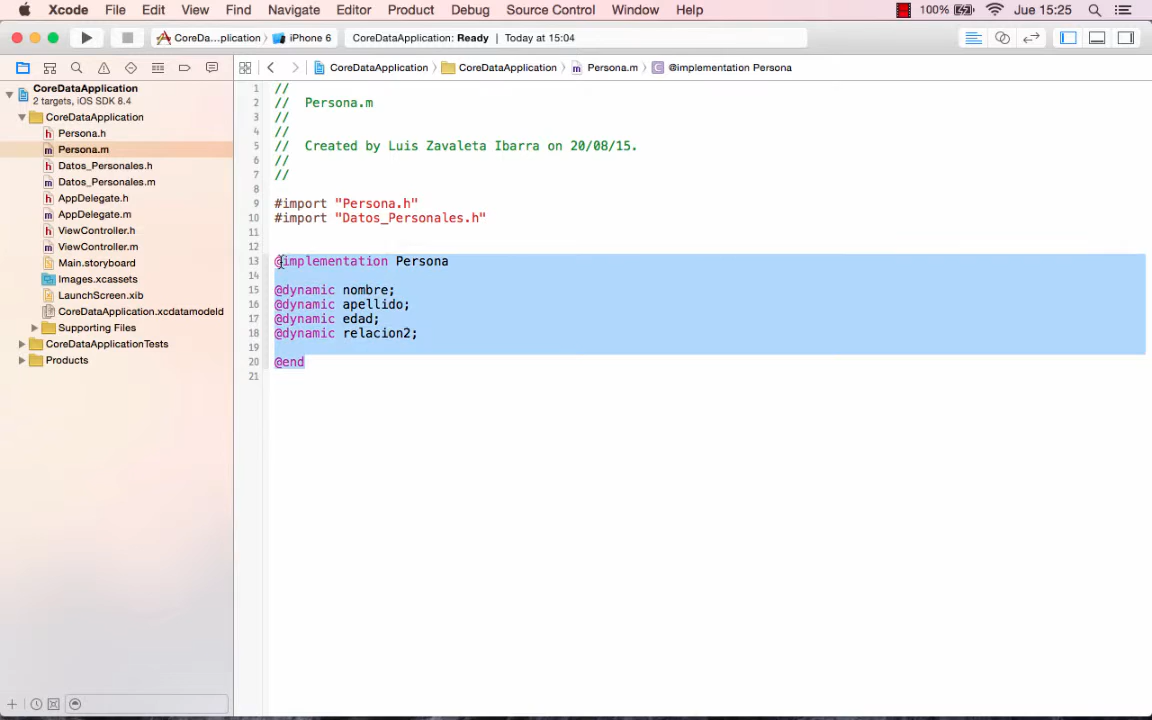 Xcode File Edit View Find Navigate Editor Product Debug Source Control Window Help 100% Jue 15:25
CoreDa...plication iPhone 6 CoreDataApplication: Ready Today at 15:04
CoreDataApplication CoreDataApplication Persona.m @implementation Persona
CoreDataApplication
2 targets, iOS SDK 8.4
CoreDataApplication
Persona.h
Persona.m
Datos_Personales.h
Datos_Personales.m
AppDelegate.h
AppDelegate.m
ViewController.h
ViewController.m
Main.storyboard
Images.xcassets
LaunchScreen.xib
CoreDataApplication.xcdatamodeld
Supporting Files
CoreDataApplicationTests
Products
1 //
2 // Persona.m
3 //
4 //
5 // Created by Luis Zavaleta Ibarra on 20/08/15.
6 //
7 //
8
9 #import "Persona.h"
10 #import "Datos_Personales.h"
11
12
13 @implementation Persona
14
15 @dynamic nombre;
16 @dynamic apellido;
17 @dynamic edad;
18 @dynamic relacion2;
19
20 @end
21